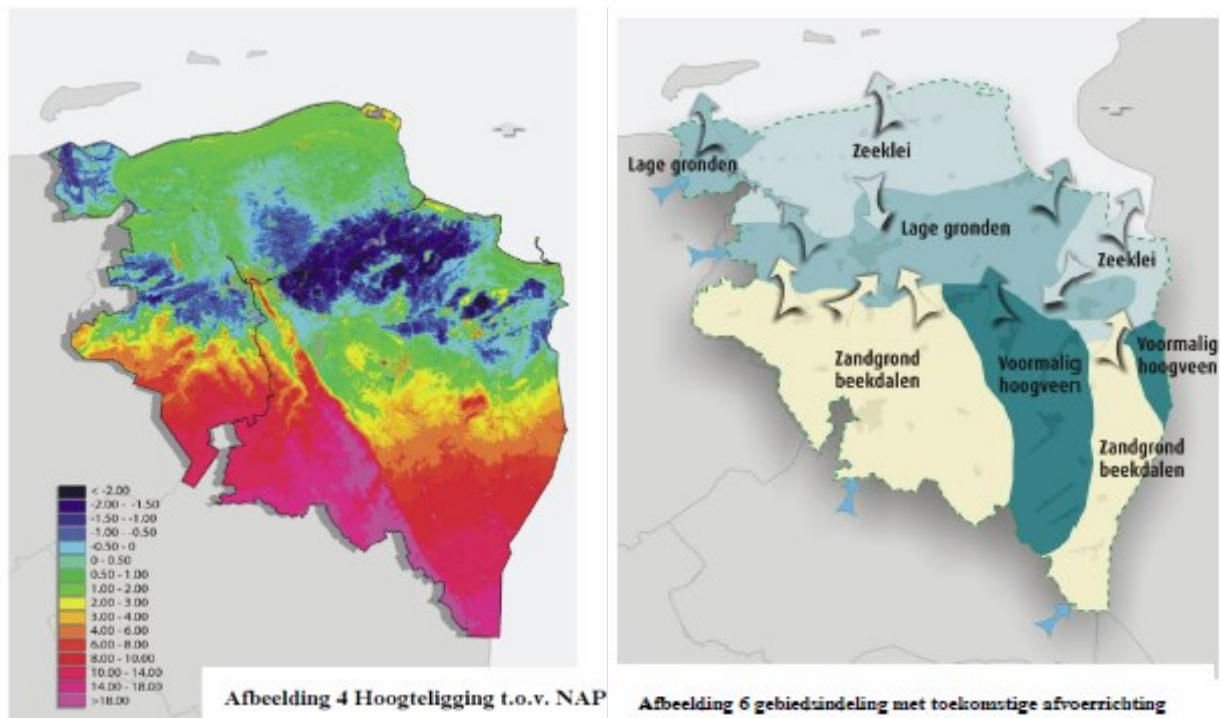 < -2.00
-2.00 - -1.50
-1.50 - -1.00
-1.00 - -0.50
-0.50 - 0
0 - 0.50
0.50 - 1.00
1.00 - 2.00
2.00 - 3.00
3.00 - 4.00
4.00 - 6.00
6.00 - 8.00
8.00 - 10.00
10.00 - 14.00
14.00 - 18.00
>18.00
Afbeelding 4 Hoogteligging t.o.v. NAP
Lage gronden
Zeeklei
Lage gronden
Zeeklei
Zandgrond
beekdalen
Voormalig
hoogveen
Voormalig
hoogveen
Zandgrond
beekdalen
Afbeelding 6 gebiedsindeling met toekomstige afvoerrichting